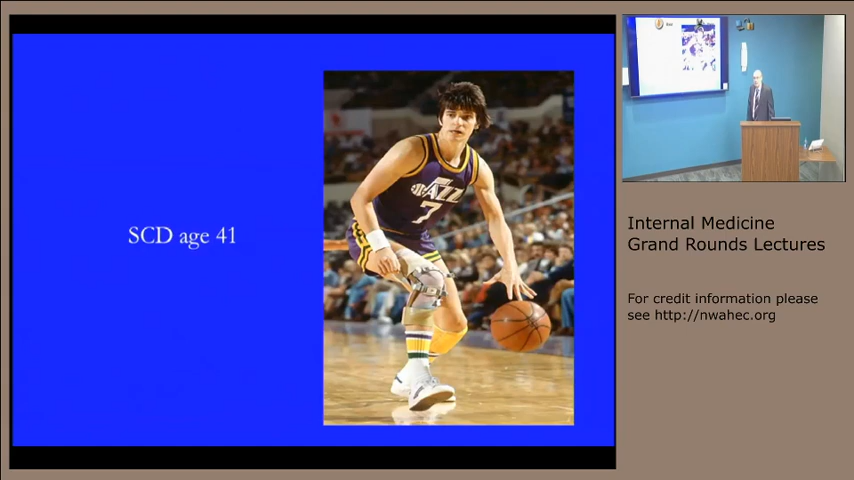 SCD age 41
JAZZ
7
Internal Medicine
Grand Rounds Lectures
For credit information please
see http://nwahec.org